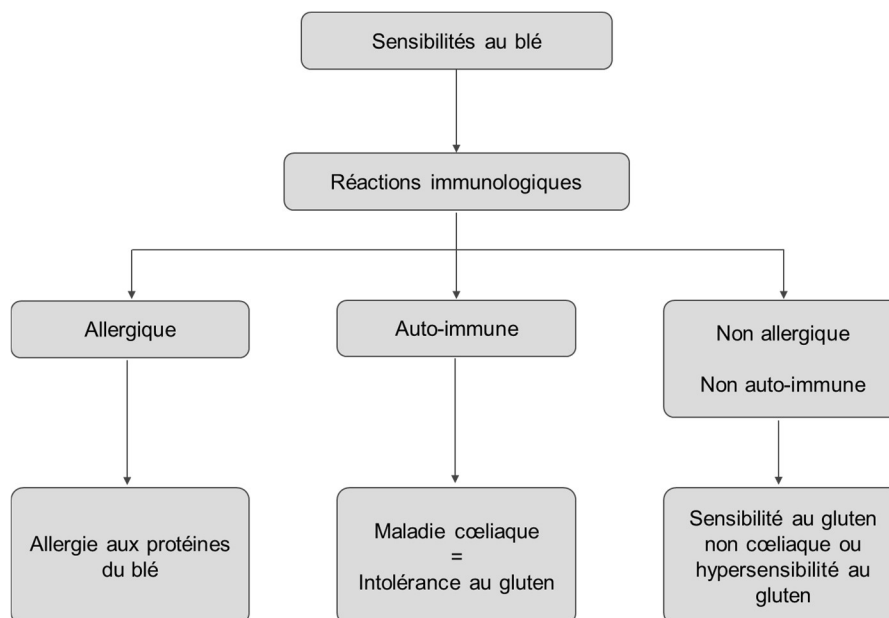 Sensibilités au blé
Réactions immunologiques
Allergique
Auto-immune
Non allergique
Non auto-immune
Allergie aux protéines
du blé
Maladie cœliaque
=
Intolérance au gluten
Sensibilité au gluten
non cœliaque ou
hypersensibilité au
gluten